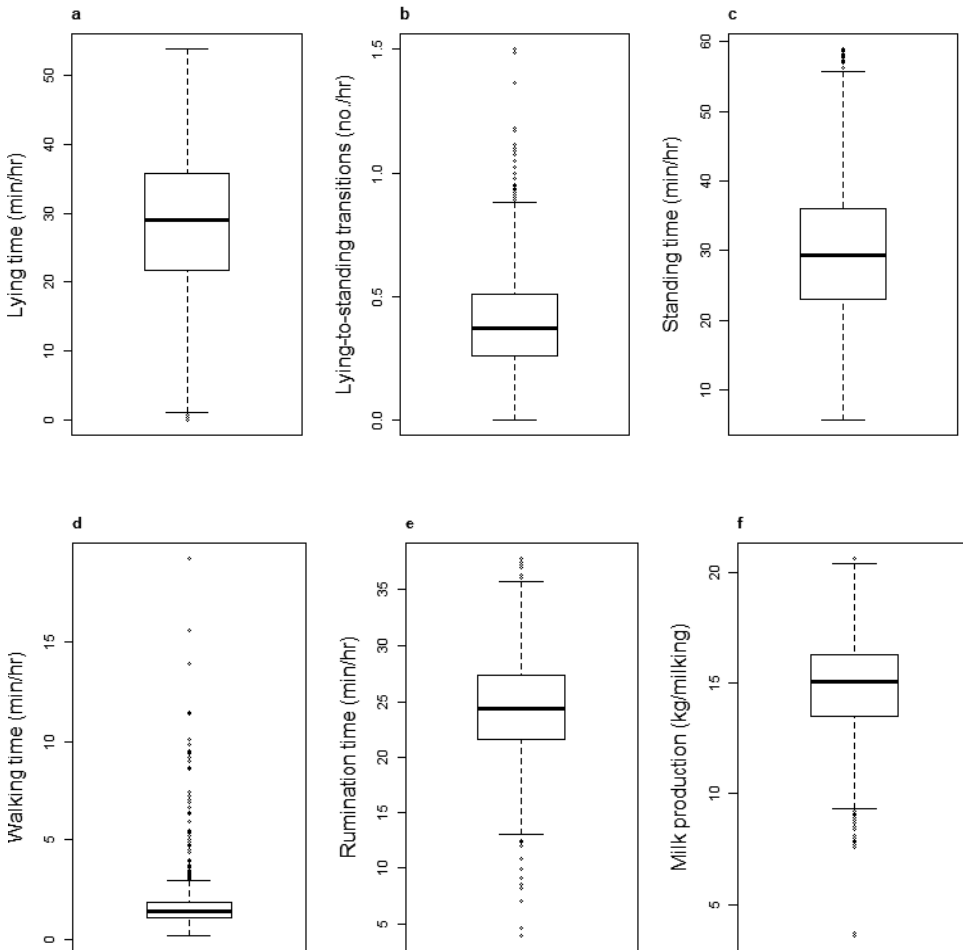 a
Lying time (min/hr)
50
40
30
20
10
0
b
Lying-to-standing transitions (no./hr)
1.5
1.0
0.5
0.0
c
Standing time (min/hr)
60
50
40
30
20
10
d
Walking time (min/hr)
15
10
5
0
e
Rumination time (min/hr)
35
30
25
20
15
10
5
f
Milk production (kg/milking)
20
15
10
5